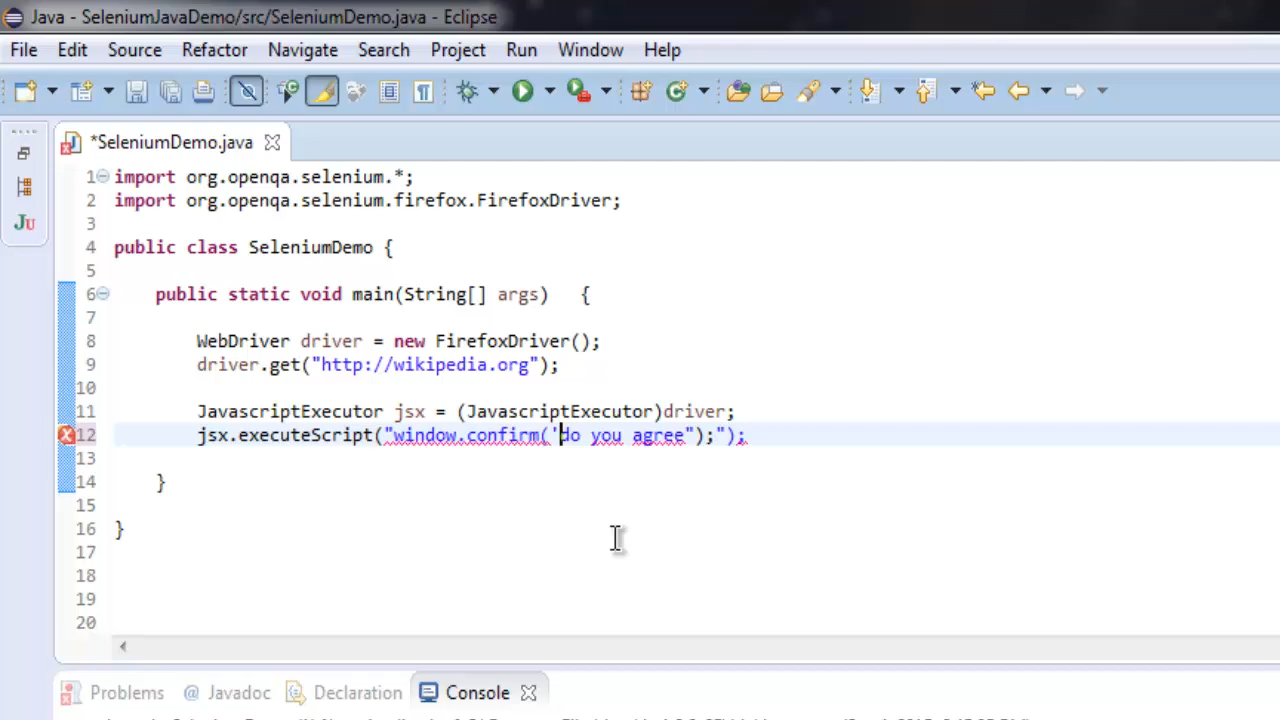 Java - SeleniumJavaDemo/src/SeleniumDemo.java - Eclipse
File Edit Source Refactor Navigate Search Project Run Window Help
*SeleniumDemo.java
1 import org.openqa.selenium.*;
2 import org.openqa.selenium.firefox.FirefoxDriver;
3
4 public class SeleniumDemo {
5
6 public static void main(String[] args) {
7
8 WebDriver driver = new FirefoxDriver();
9 driver.get("http://wikipedia.org");
10
11 JavascriptExecutor jsx = (JavascriptExecutor)driver;
12 jsx.executeScript("window.confirm('do you agree");");
13
14 }
15
16 }
17
18
19
20
Ju
Problems @ Javadoc Declaration Console